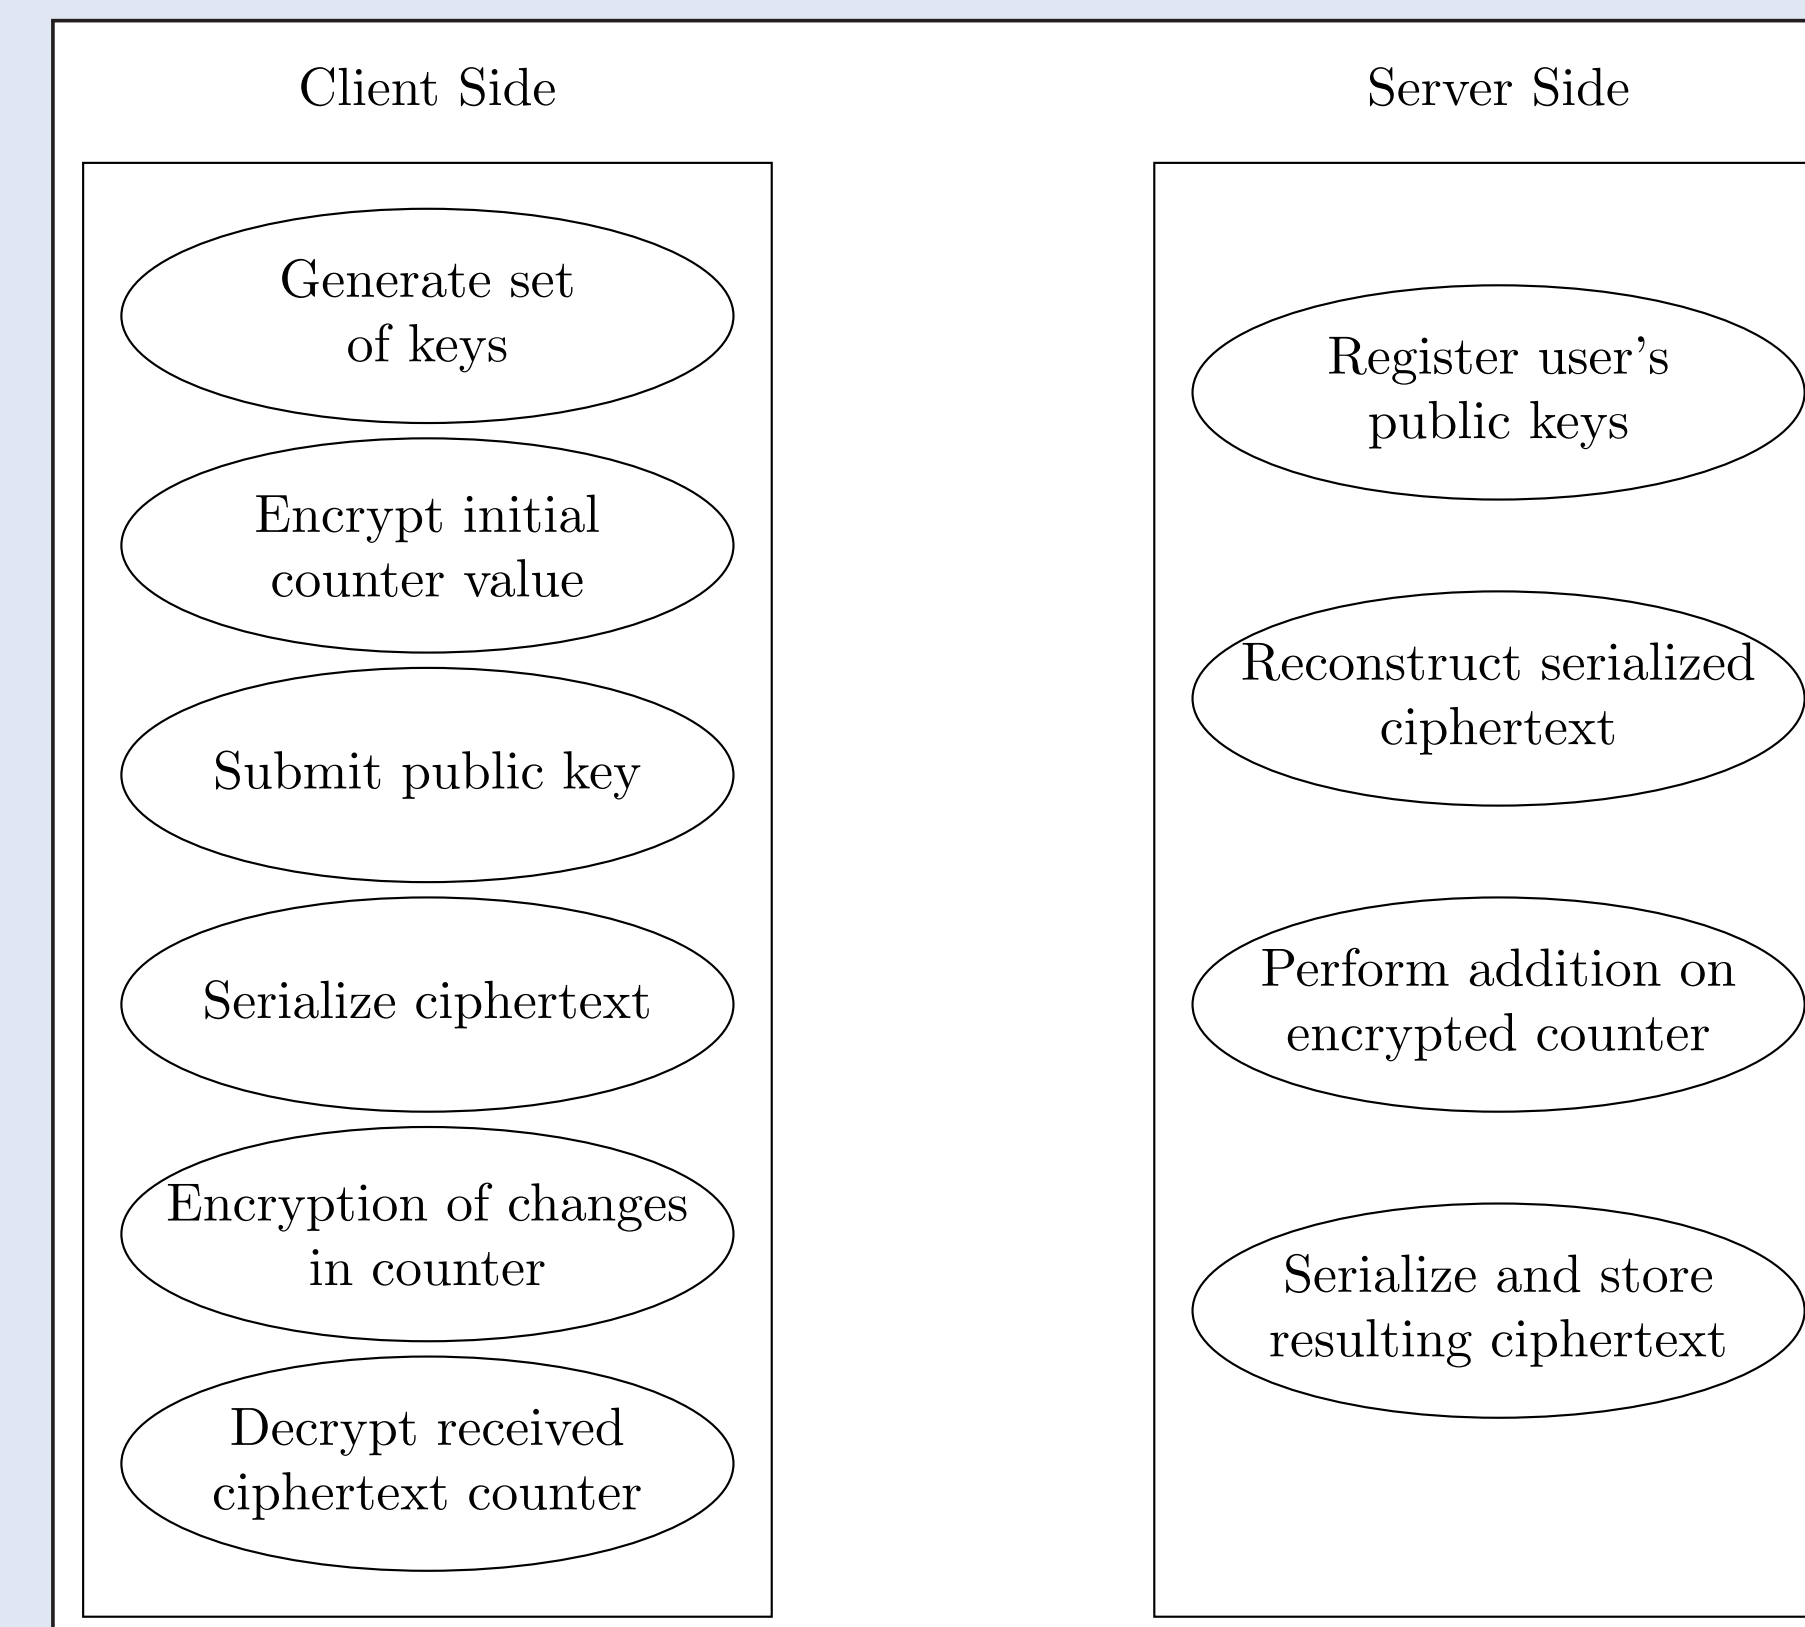 Client Side
Generate set
of keys
Encrypt initial
counter value
Submit public key
Serialize ciphertext
Encryption of changes
in counter
Decrypt received
ciphertext counter
Server Side
Register user's
public keys
Reconstruct serialized
ciphertext
Perform addition on
encrypted counter
Serialize and store
resulting ciphertext